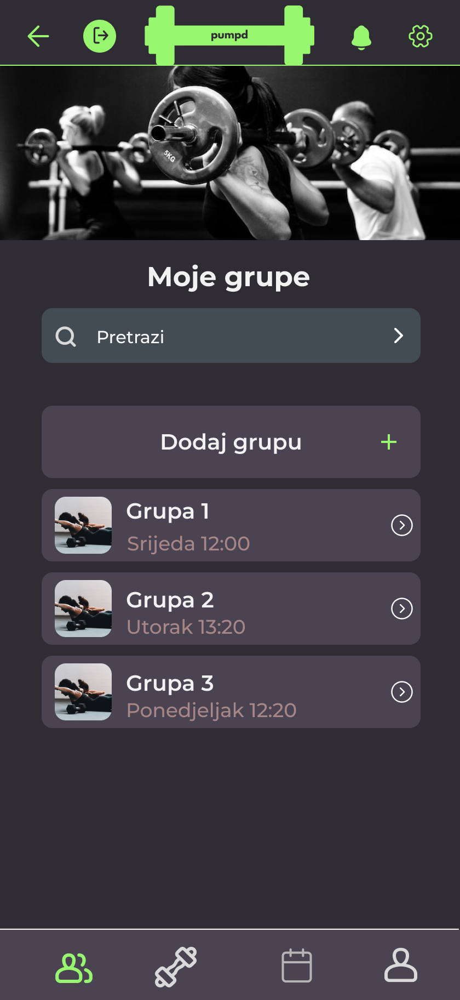 pumpd
5KG
Moje grupe
Pretrazi
Dodaj grupu
Grupa 1
Srijeda 12:00
Grupa 2
Utorak 13:20
Grupa 3
Ponedjeljak 12:20